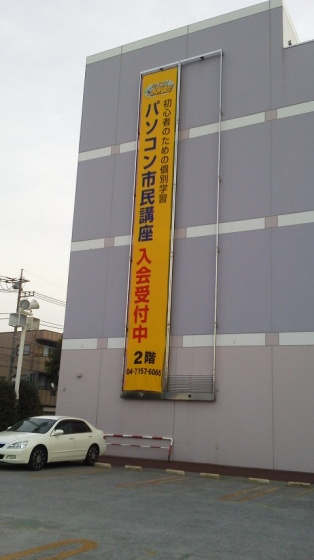 初心者のための個別学習
パソコン市民講座
入会受付中
2階
04-7157-6065